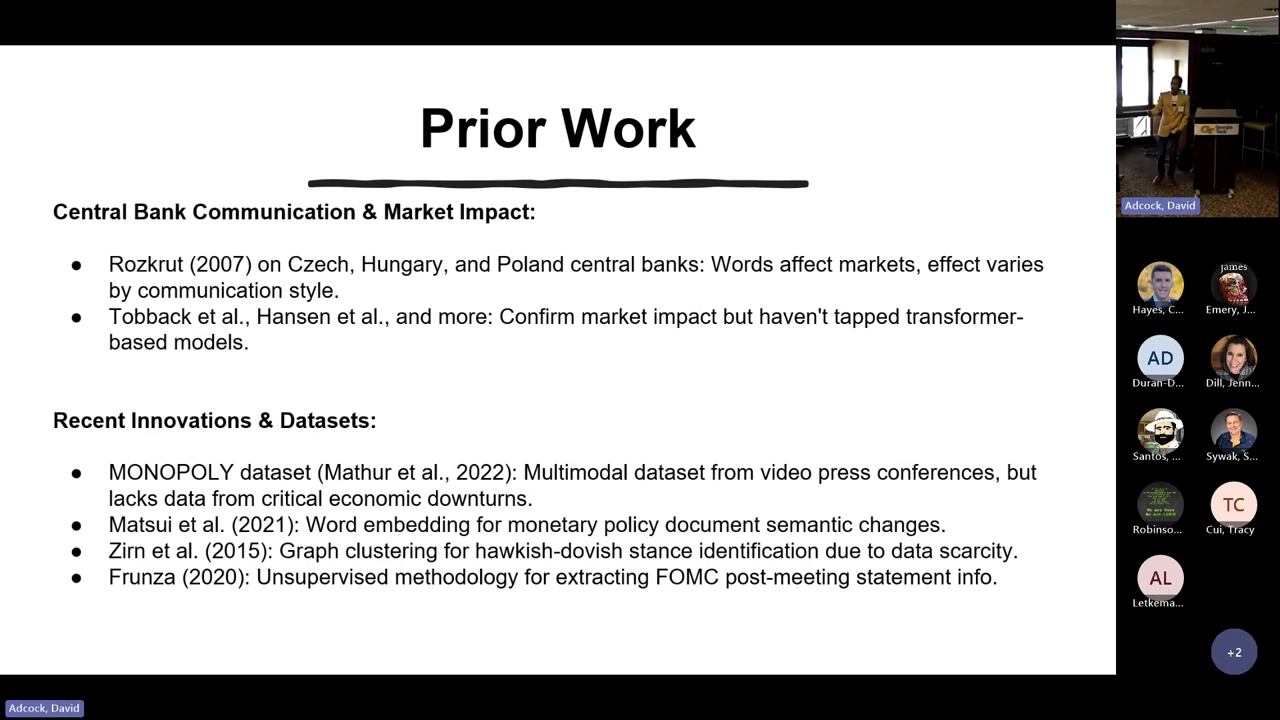 Prior Work
Central Bank Communication & Market Impact:
● Rozkrut (2007) on Czech, Hungary, and Poland central banks: Words affect markets, effect varies
by communication style.
● Tobback et al., Hansen et al., and more: Confirm market impact but haven't tapped transformer-
based models.
Recent Innovations & Datasets:
● MONOPOLY dataset (Mathur et al., 2022): Multimodal dataset from video press conferences, but
lacks data from critical economic downturns.
● Matsui et al. (2021): Word embedding for monetary policy document semantic changes.
● Zirn et al. (2015): Graph clustering for hawkish-dovish stance identification due to data scarcity.
● Frunza (2020): Unsupervised methodology for extracting FOMC post-meeting statement info.
Georgia
Tech
Adcock, David
James
Hayes, C...
Emery, J...
AD
Duran-D...
Dill, Jenn...
Santos, ...
Sywak, S...
Robinso...
TC
Cui, Tracy
AL
Letkema...
+2
Adcock, David